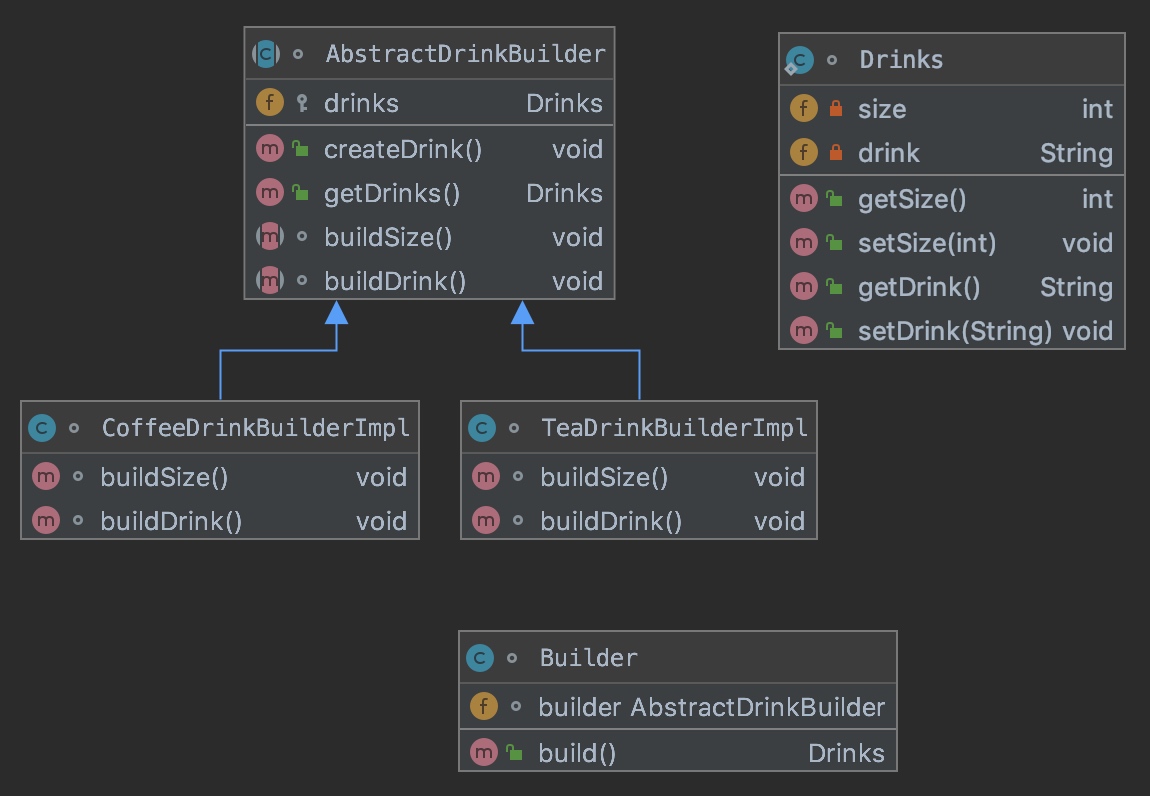 AbstractDrinkBuilder
drinks Drinks
createDrink() void
getDrinks() Drinks
buildSize() void
buildDrink() void
Drinks
size int
drink String
getSize() int
setSize(int) void
getDrink() String
setDrink(String) void
CoffeeDrinkBuilderImpl
buildSize() void
buildDrink() void
TeaDrinkBuilderImpl
buildSize() void
buildDrink() void
Builder
builder AbstractDrinkBuilder
build() Drinks